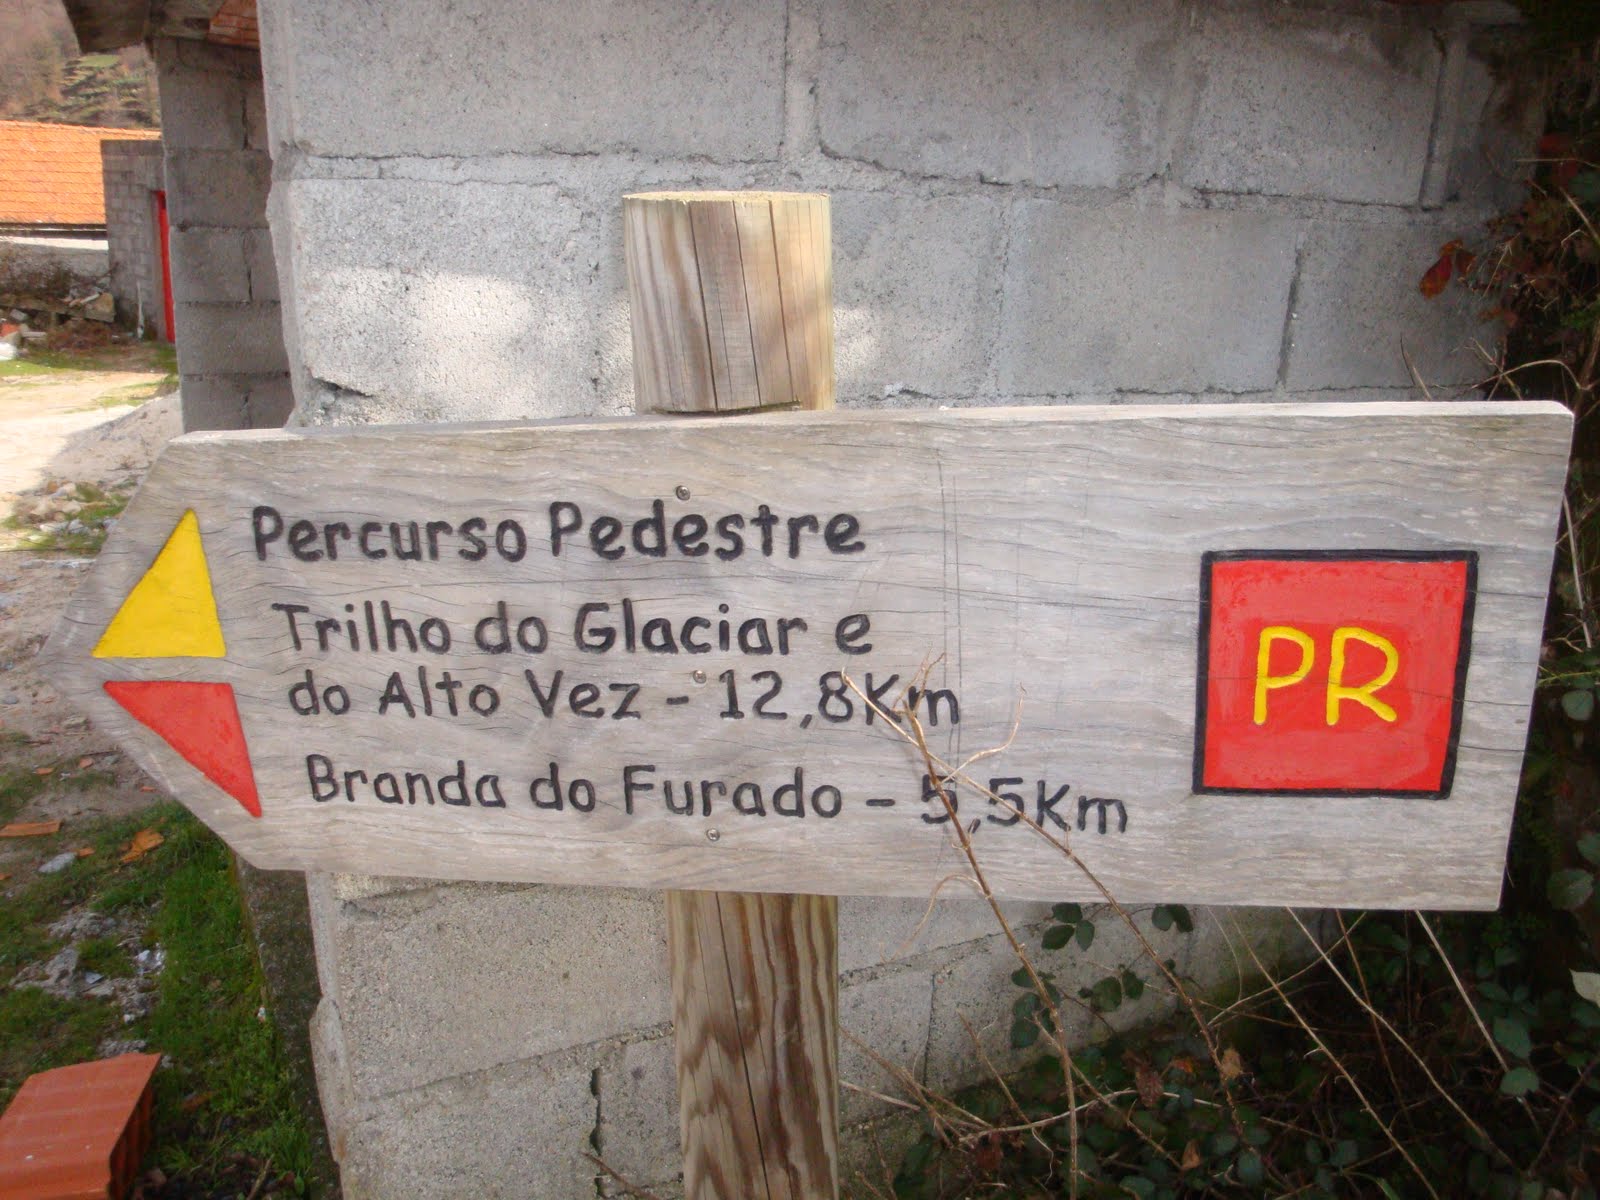 Percurso Pedestre
Trilho do Glaciar e
do Alto Vez - 12,8Km
Branda do Furado - 5,5Km
PR